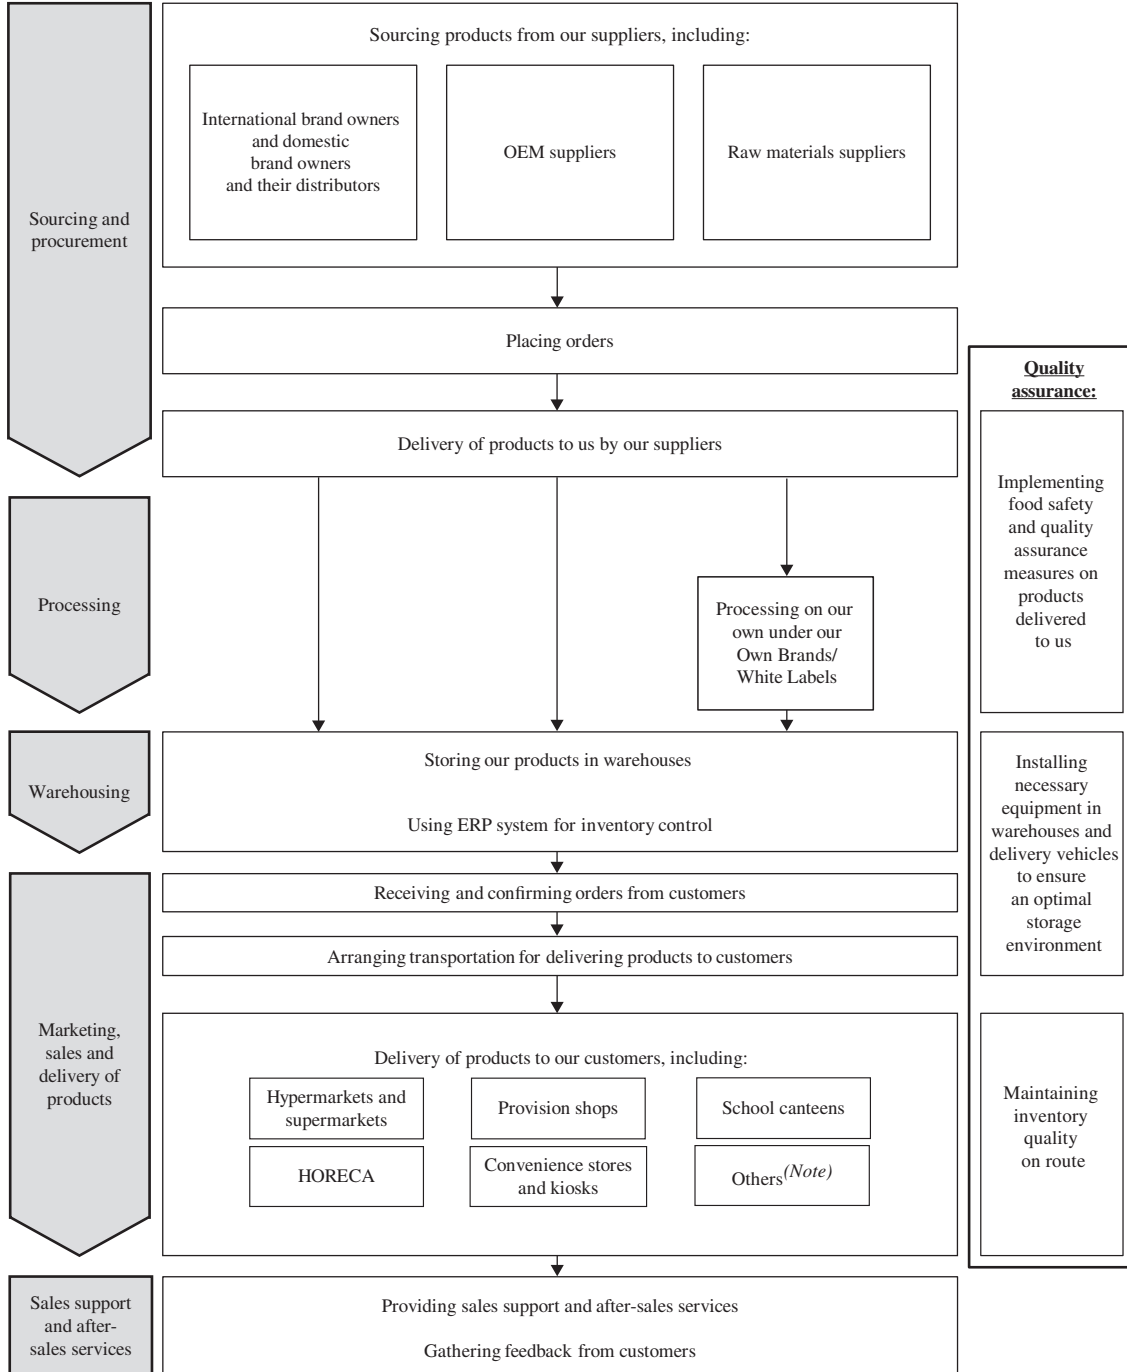 Sourcing products from our suppliers, including:
International brand owners
and domestic
brand owners
and their distributors
OEM suppliers
Raw materials suppliers
Sourcing and
procurement
Placing orders
Delivery of products to us by our suppliers
Processing
Processing on our
own under our
Own Brands/
White Labels
Warehousing
Storing our products in warehouses
Using ERP system for inventory control
Receiving and confirming orders from customers
Arranging transportation for delivering products to customers
Marketing,
sales and
delivery of
products
Delivery of products to our customers, including:
Hypermarkets and
supermarkets
Provision shops
School canteens
HORECA
Convenience stores
and kiosks
Others(Note)
Sales support
and after-
sales services
Providing sales support and after-sales services
Gathering feedback from customers
Quality
assurance:
Implementing
food safety
and quality
assurance
measures on
products
delivered
to us
Installing
necessary
equipment in
warehouses and
delivery vehicles
to ensure
an optimal
storage
environment
Maintaining
inventory
quality
on route